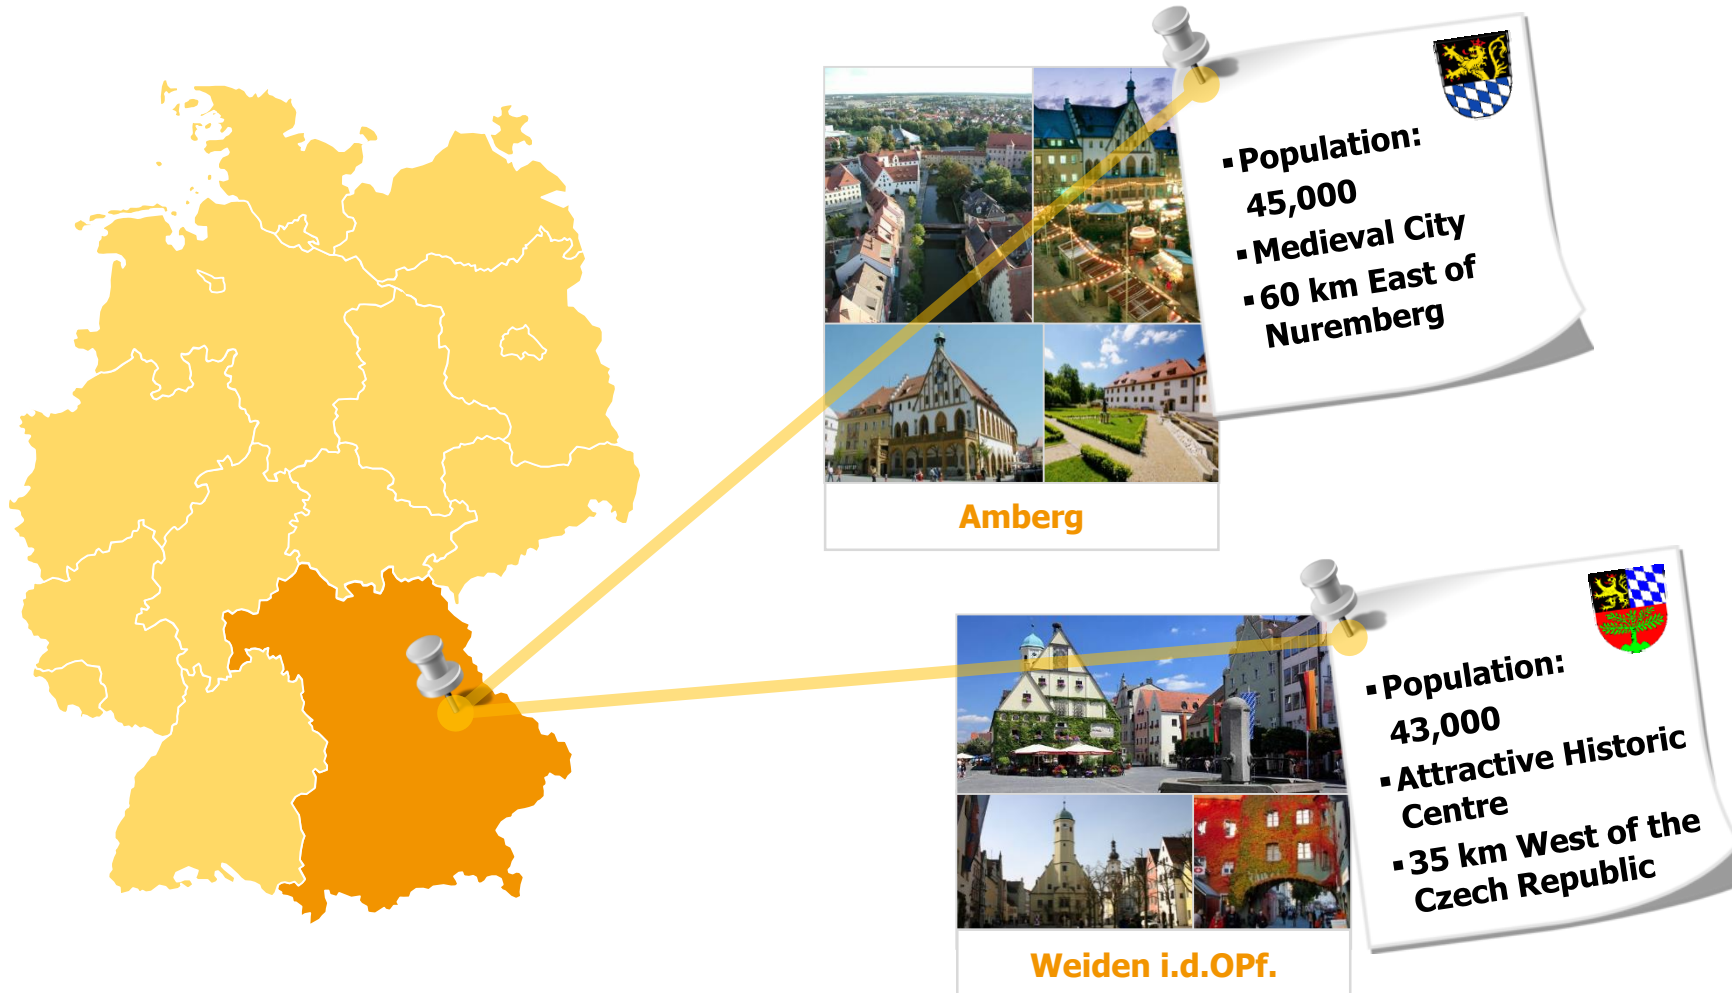 ▪Population:
45,000
▪Medieval City
▪60 km East of
Nuremberg
Amberg
▪Population:
43,000
▪Attractive Historic
Centre
▪35 km West of the
Czech Republic
Weiden i.d.OPf.